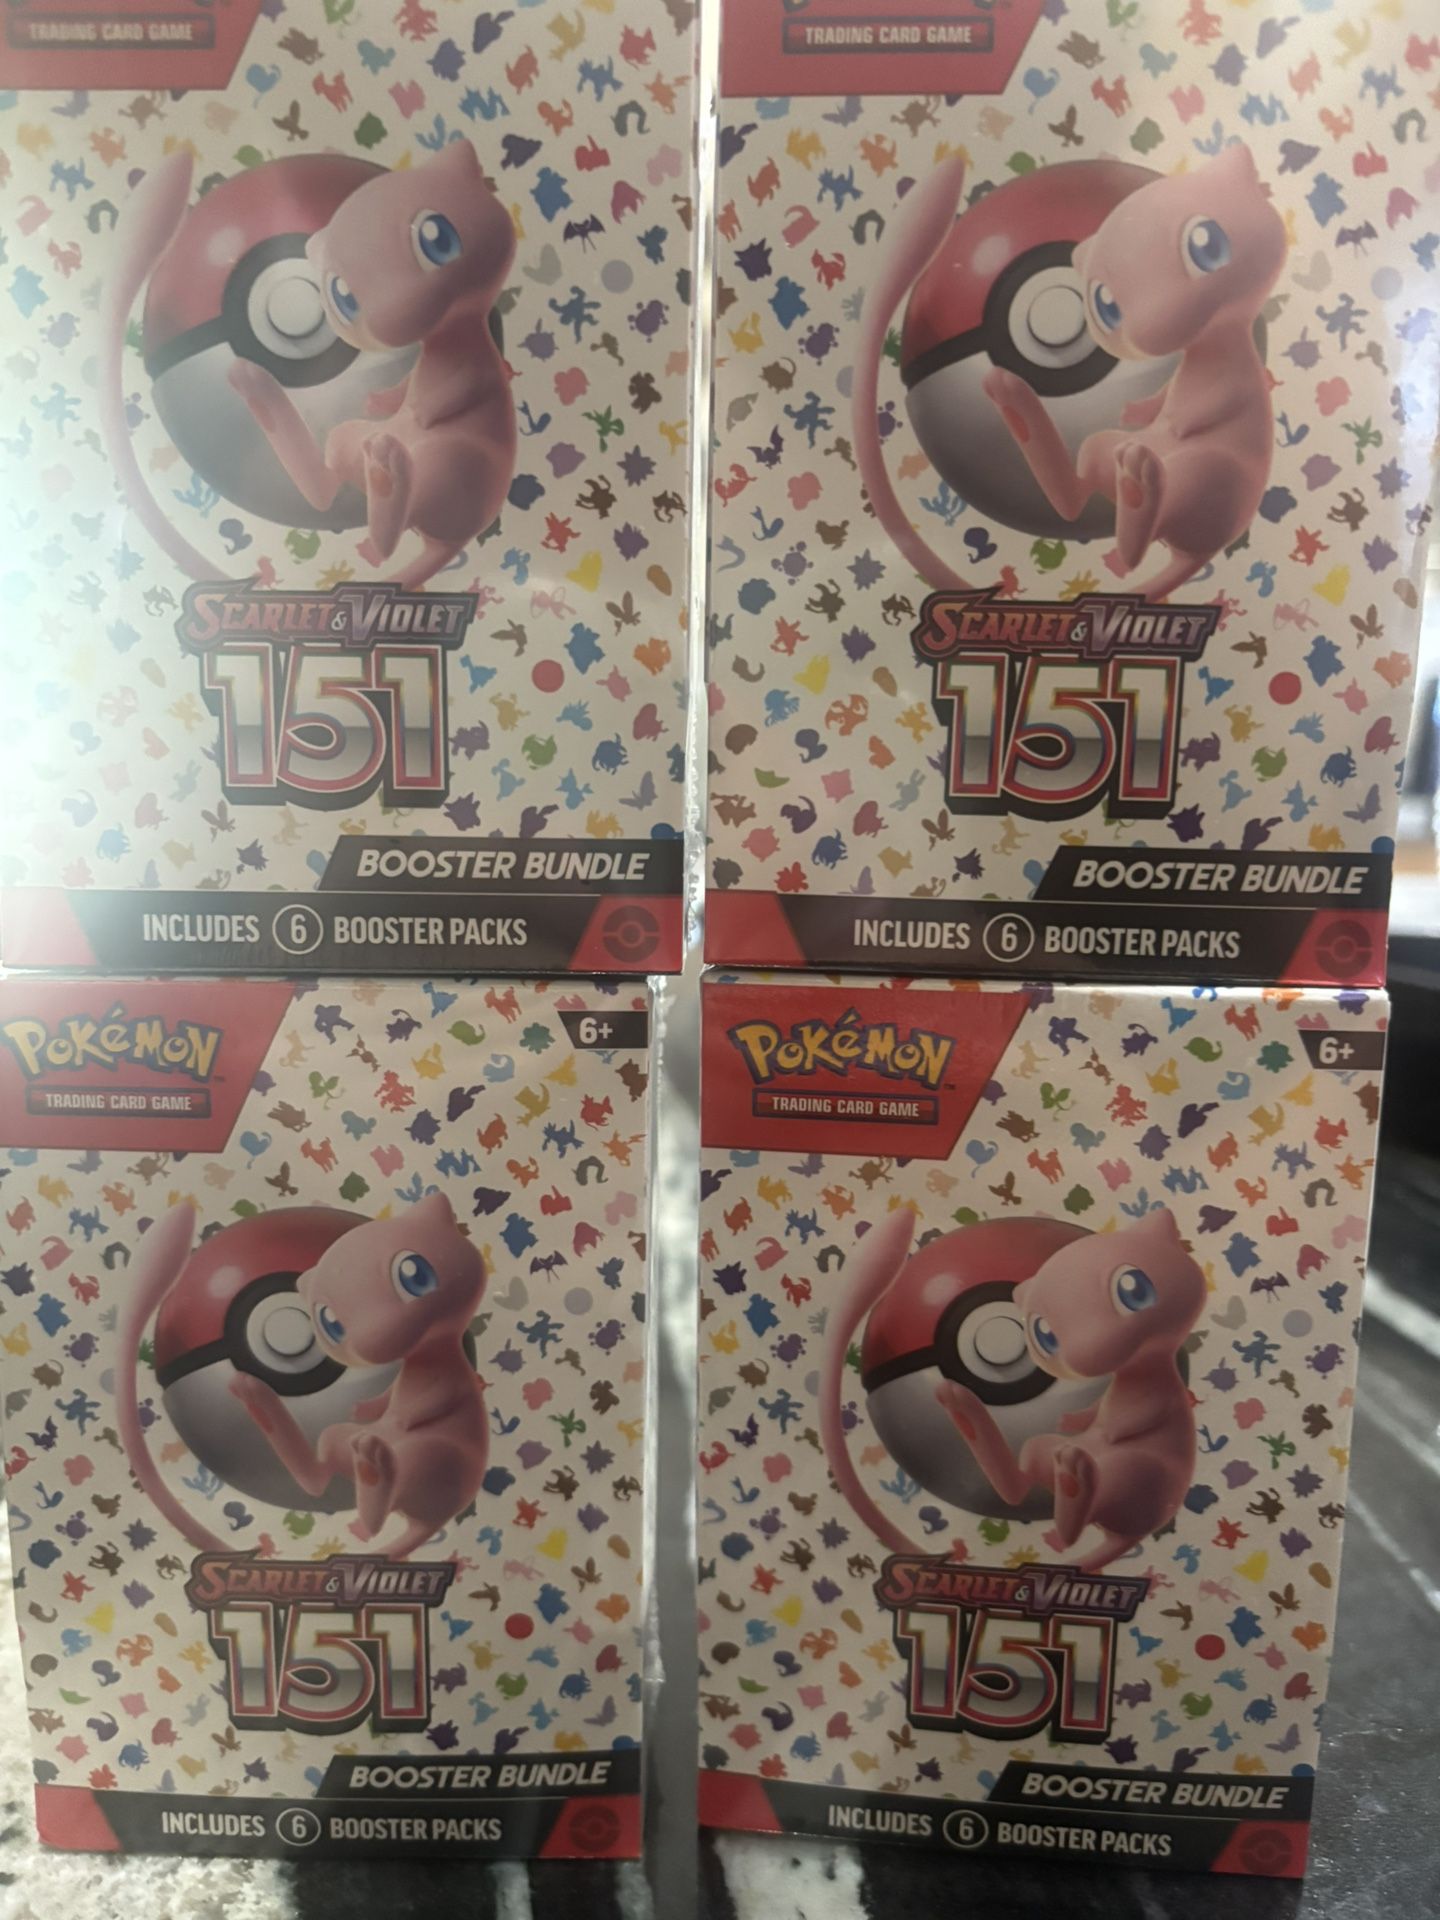 TRADING CARD GAME
SCARLET & VIOLET
151
BOOSTER BUNDLE
INCLUDES 6 BOOSTER PACKS
TRADING CARD GAME
SCARLET & VIOLET
151
BOOSTER BUNDLE
INCLUDES 6 BOOSTER PACKS
POKéMON
TRADING CARD GAME
6+
SCARLET & VIOLET
151
BOOSTER BUNDLE
INCLUDES 6 BOOSTER PACKS
POKéMON
TRADING CARD GAME
6+
SCARLET & VIOLET
151
BOOSTER BUNDLE
INCLUDES 6 BOOSTER PACKS